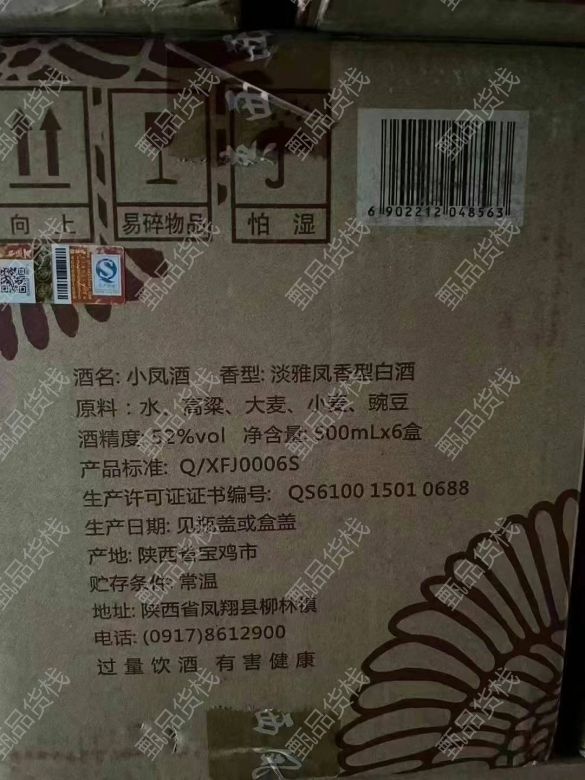 向 上
易碎物品
怕 湿
6 902212 048563
酒名: 小凤酒 香型: 淡雅凤香型白酒
原料：水、高粱、大麦、小麦、豌豆
酒精度: 52%vol 净含量: 500mLx6盒
产品标准: Q/XFJ0006S
生产许可证证书编号: QS6100 1501 0688
生产日期: 见瓶盖或盒盖
产地: 陕西省宝鸡市
贮存条件: 常温
地址: 陕西省凤翔县柳林镇
电话: (0917)8612900
过量饮酒 有害健康
甄品货栈